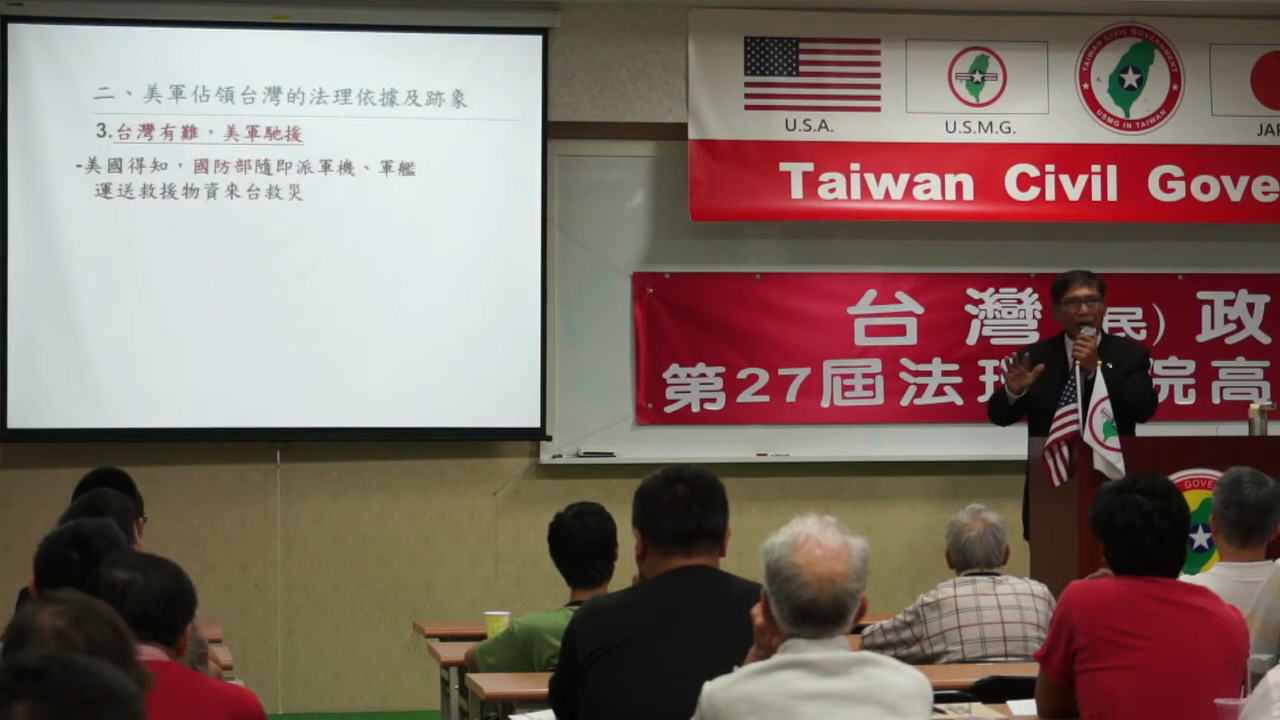 二、美軍佔領台灣的法理依據及跡象
3.台灣有難，美軍馳援
-美國得知，國防部隨即派軍機、軍艦
運送救援物資來台救災
U.S.A.
U.S.M.G.
TAIWAN CIVIL GOVERNMENT
USMG IN TAIWAN
JAP
Taiwan Civil Gove
台灣 民）政
第27屆法 院高
GOVE